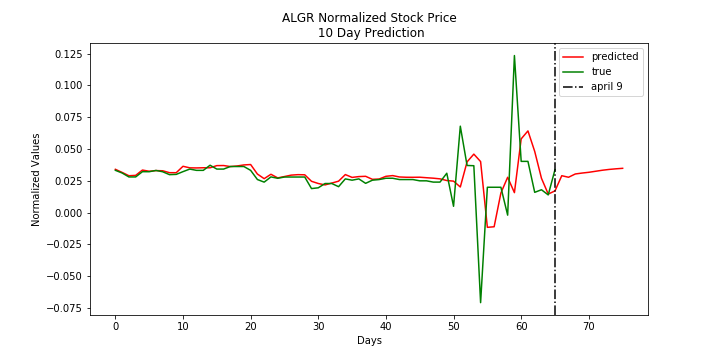 ALGR Normalized Stock Price
10 Day Prediction
0.125
0.100
0.075
0.050
0.025
0.000
−0.025
−0.050
−0.075
Normalized Values
predicted
true
april 9
0 10 20 30 40 50 60 70
Days